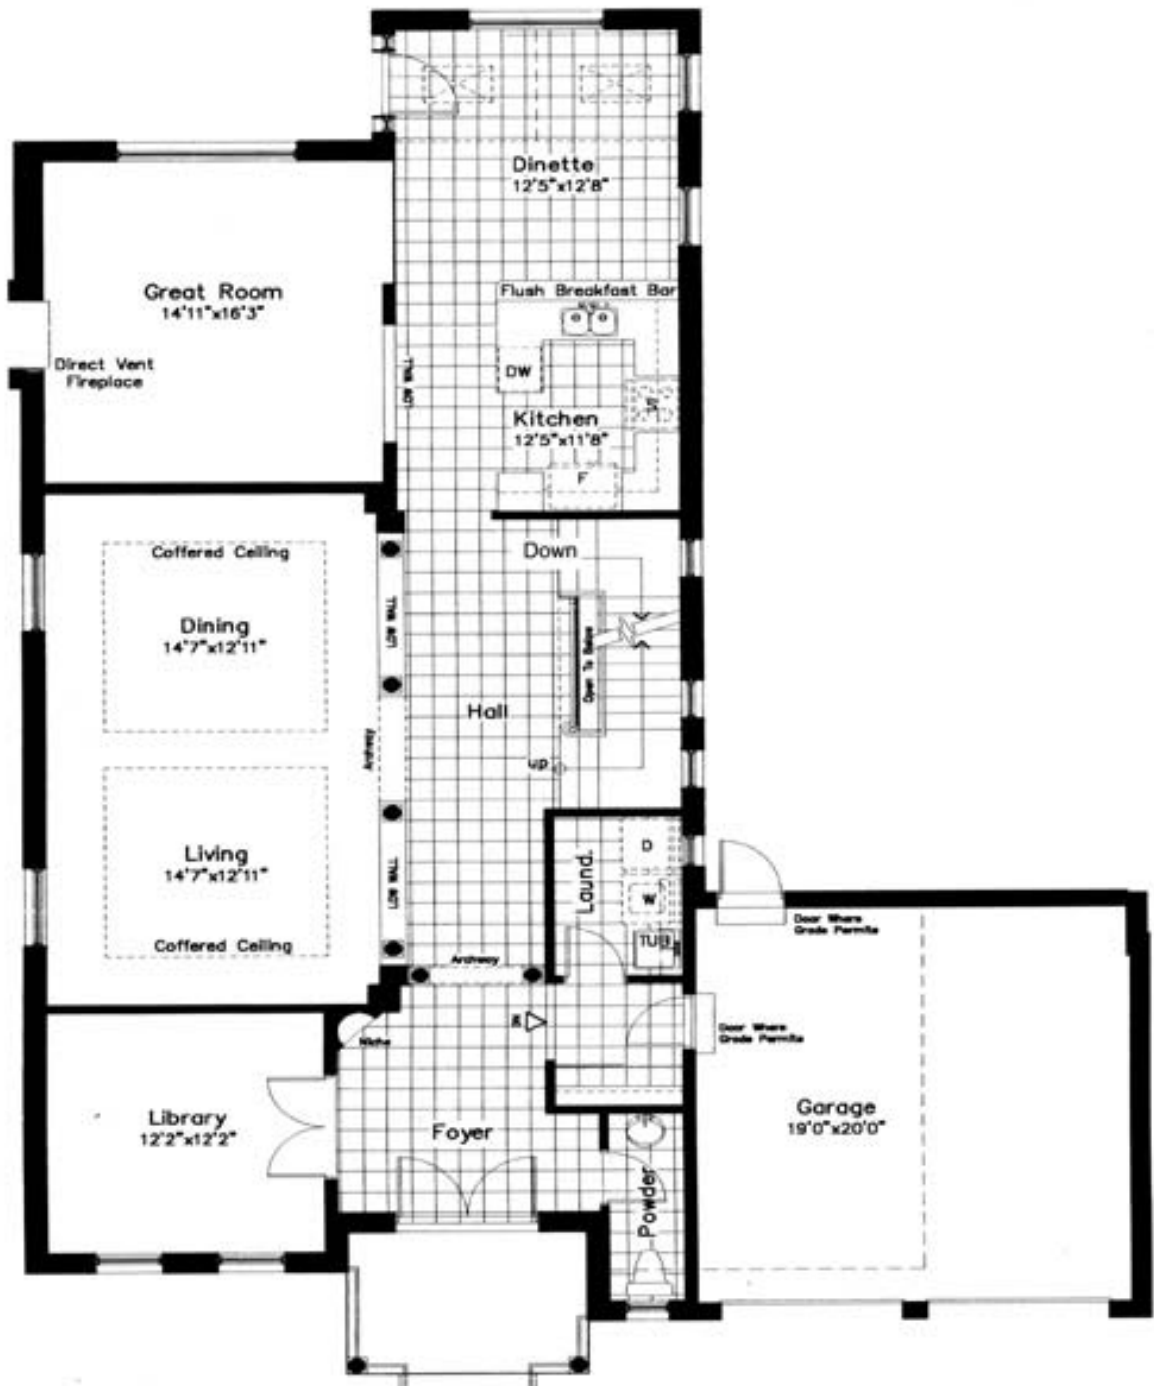 Dinette
12'5"x12'8"
Great Room
14'11"x16'3"
Flush Breakfast Bar
Direct Vent
Fireplace
LOW WALL
DW
Kitchen
12'5"x11'8"
F
Coffered Ceiling
Down
Dining
14'7"x12'11"
LOW WALL
Open To Below
Hall
Archway
up
Living
14'7"x12'11"
LOW WALL
Coffered Ceiling
Laund.
D
W
TUB
Archway
Door Where
Grade Permits
Niche
Door Where
Grade Permits
Library
12'2"x12'2"
Foyer
Powder
Garage
19'0"x20'0"